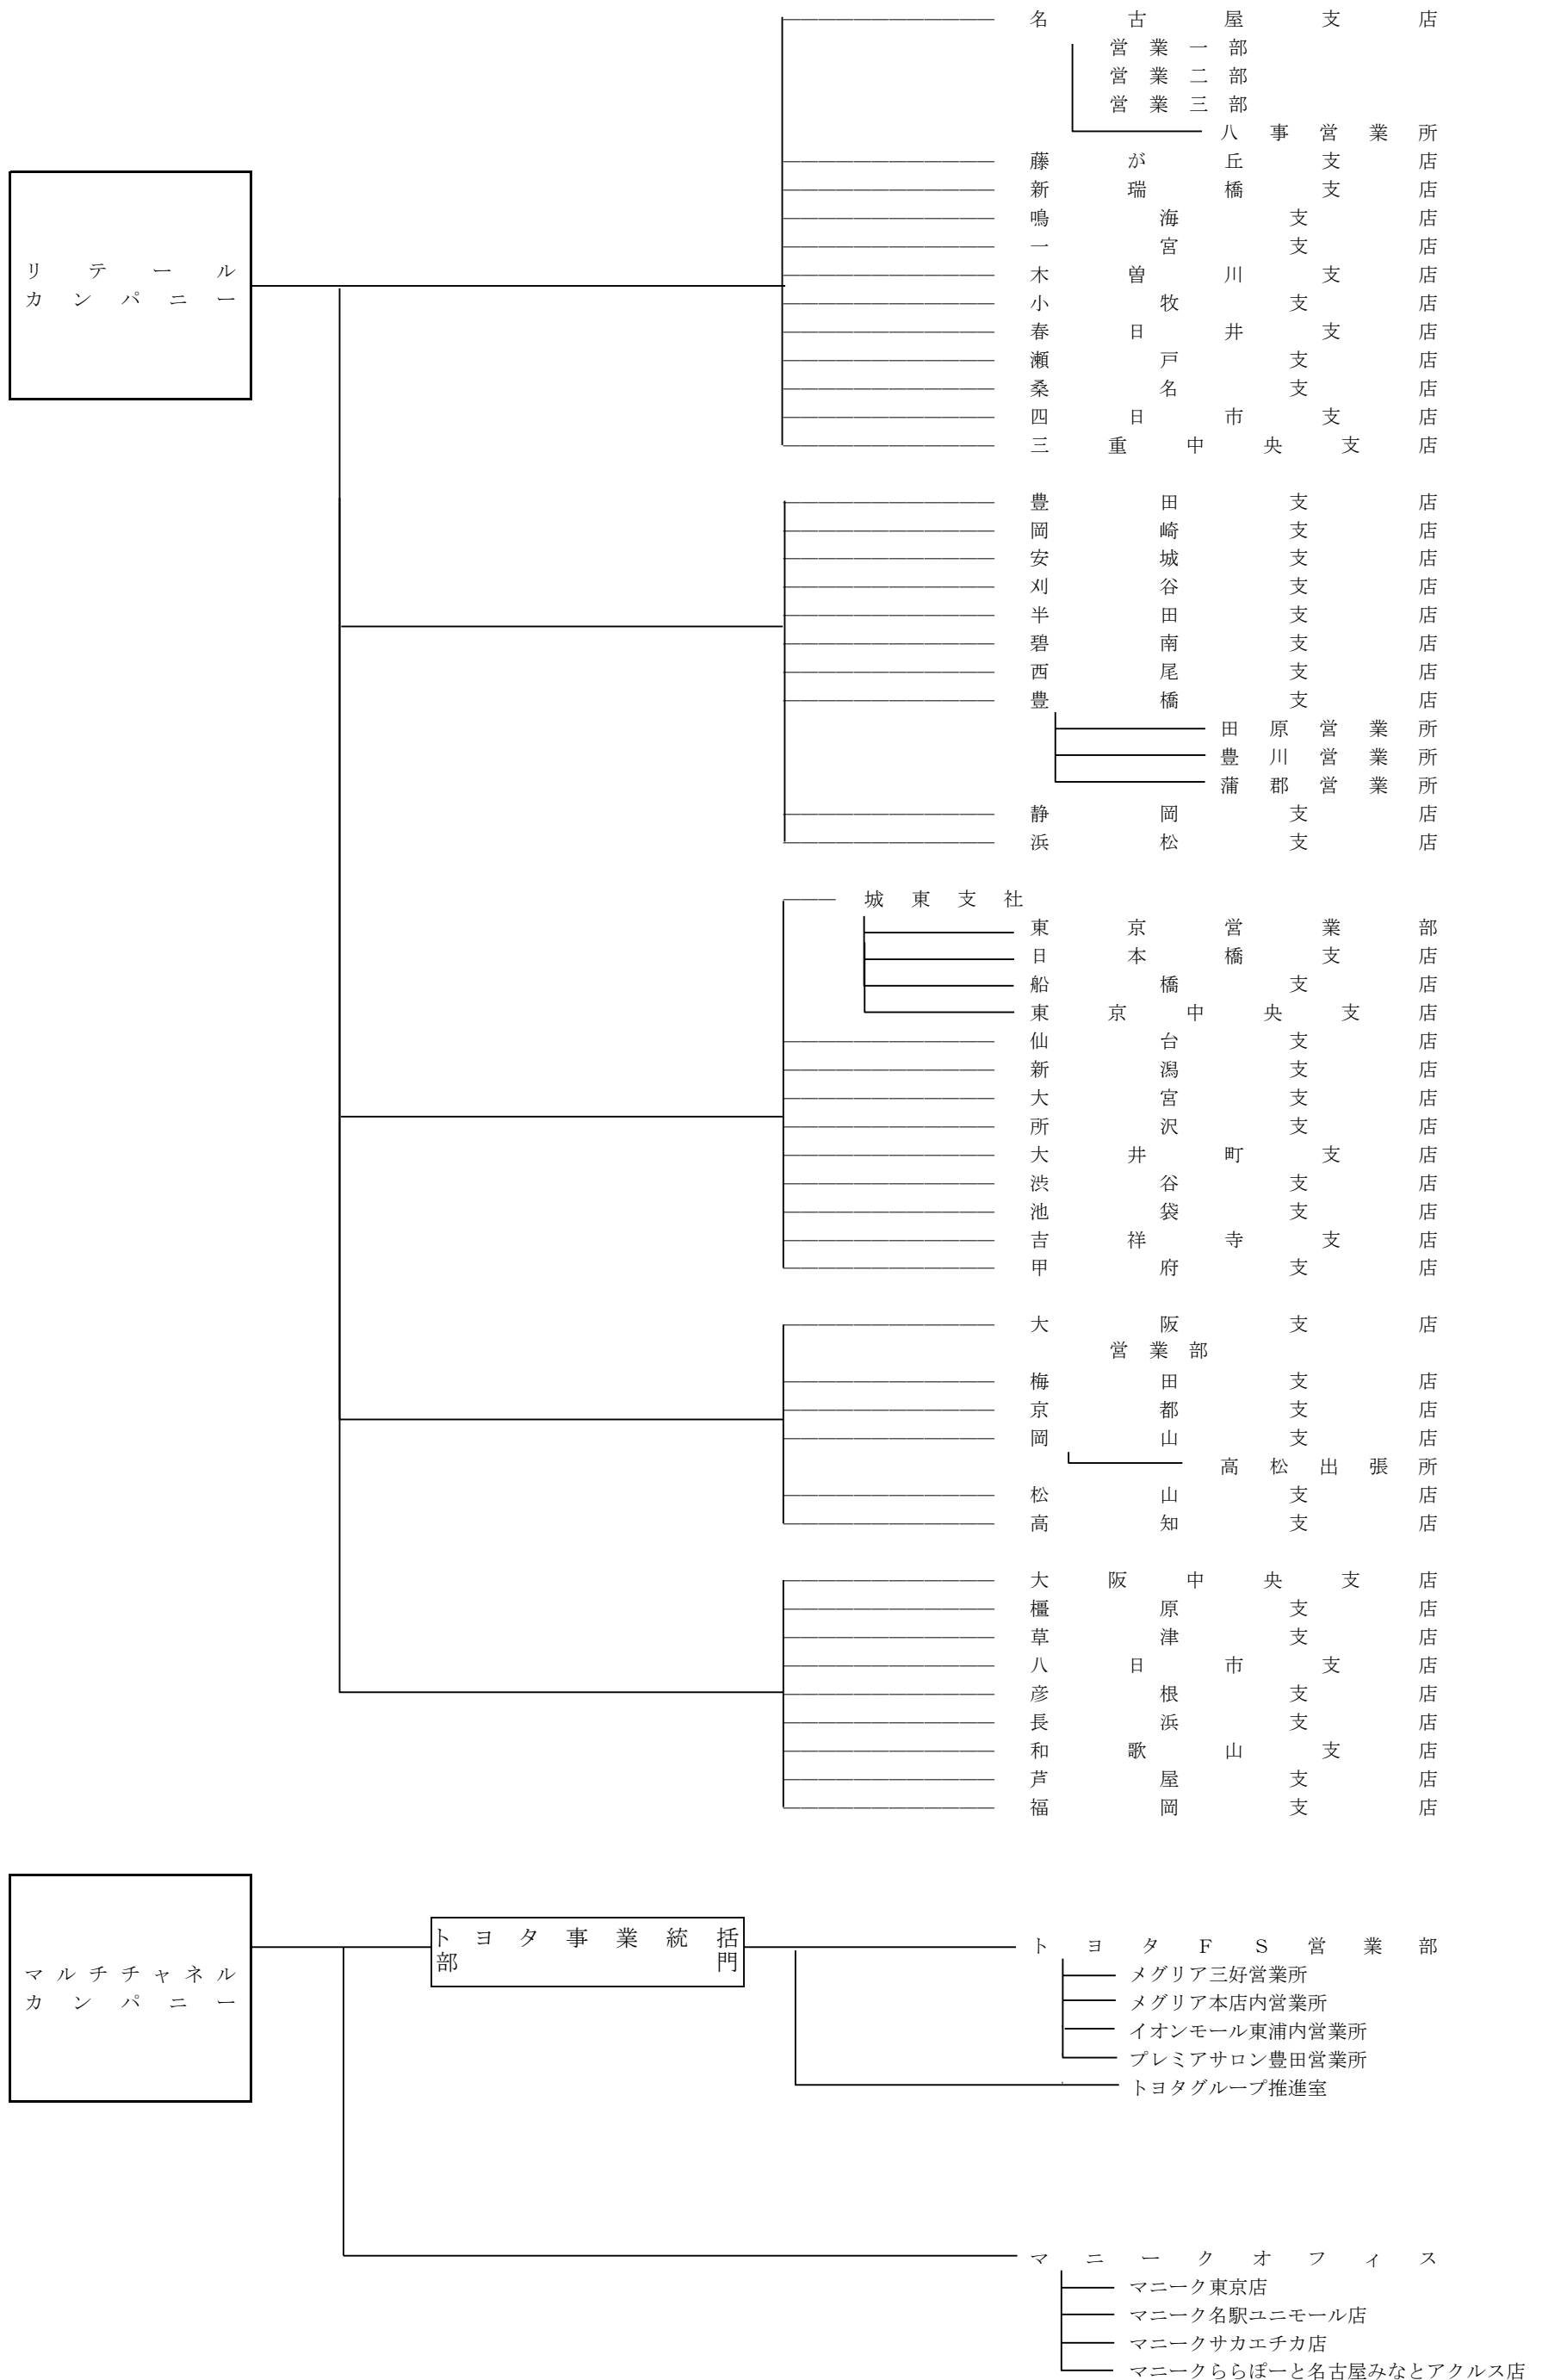 名古屋支店
営業一部
営業二部
営業三部
八事営業所
藤が丘支店
新瑞橋支店
鳴海支店
一宮支店
木曽川支店
小牧支店
春日井支店
瀬戸支店
桑名支店
四日市支店
三重中央支店
リテール
カンパニー
豊田支店
岡崎支店
安城支店
刈谷支店
半田支店
碧南支店
西尾支店
豊橋支店
田原営業所
豊川営業所
蒲郡営業所
静岡支店
浜松支店
城東支社
東京営業部
日本橋支店
船橋支店
東京中央支店
仙台支店
新潟支店
大宮支店
所沢支店
大井町支店
渋谷支店
池袋支店
吉祥寺支店
甲府支店
大阪支店
営業部
梅田支店
京都支店
岡山支店
高松出張所
松山支店
高知支店
大阪中央支店
橿原支店
草津支店
八日市支店
彦根支店
長浜支店
和歌山支店
芦屋支店
福岡支店
マルチチャネル
カンパニー
トヨタ事業統括
部門
トヨタFS営業部
メグリア三好営業所
メグリア本店内営業所
イオンモール東浦内営業所
プレミアサロン豊田営業所
トヨタグループ推進室
マニークオフィス
マニーク東京店
マニーク名駅ユニモール店
マニークサカエチカ店
マニークららぽーと名古屋みなとアクルス店